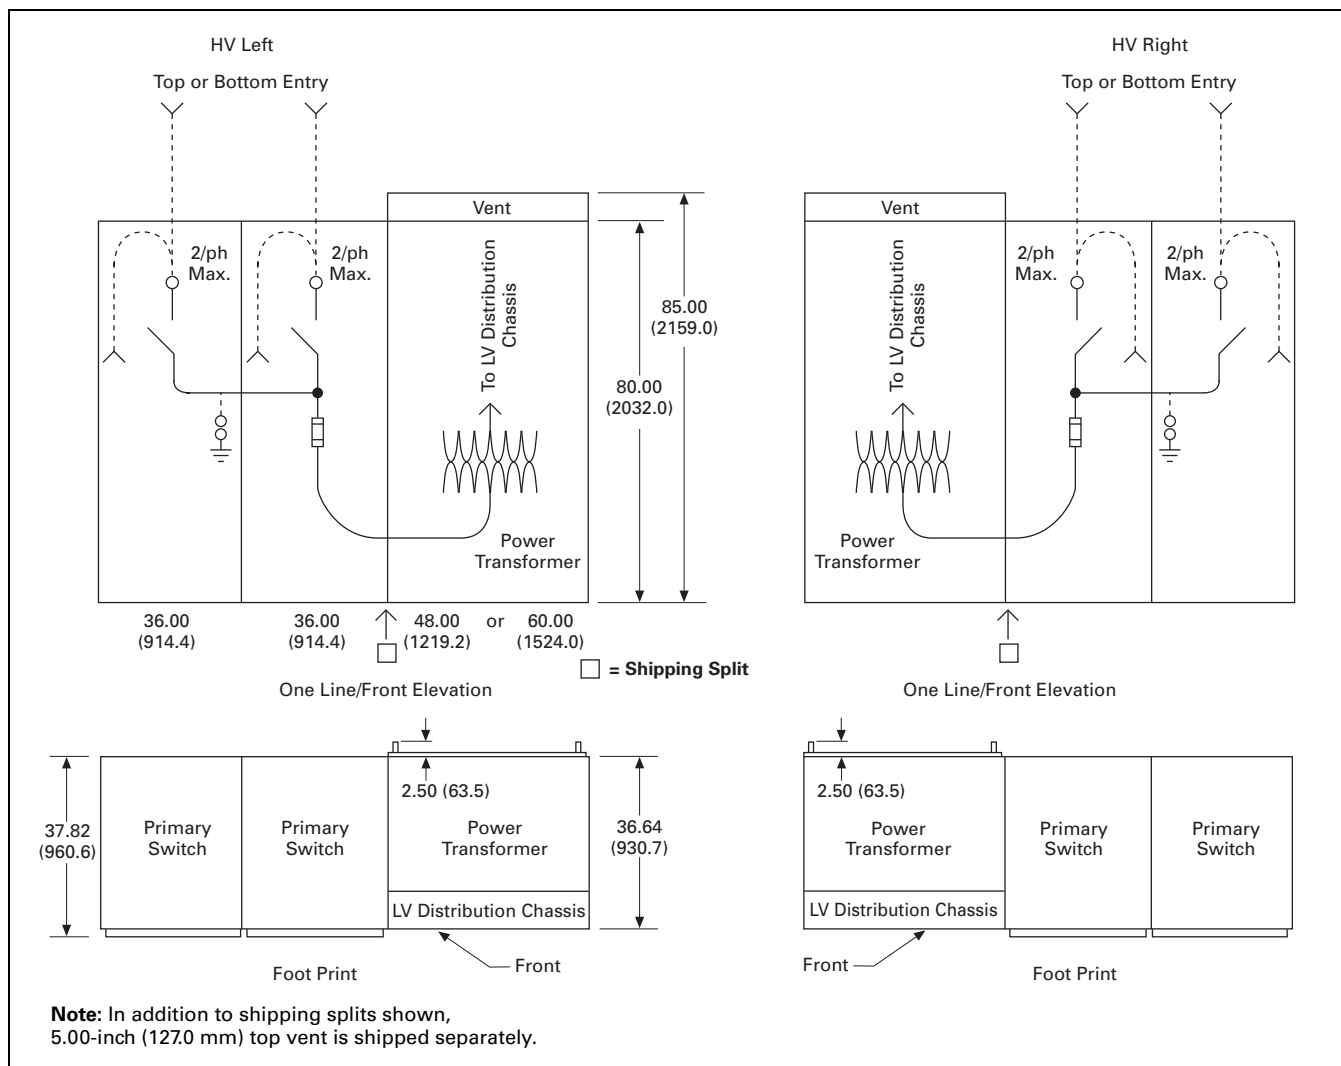 HV Left
HV Right
Top or Bottom Entry
Top or Bottom Entry
Vent
Vent
2/ph
Max.
2/ph
Max.
To LV Distribution
Chassis
85.00
(2159.0)
80.00
(2032.0)
To LV Distribution
Chassis
2/ph
Max.
2/ph
Max.
Power
Transformer
Power
Transformer
36.00
(914.4)
36.00
(914.4)
48.00 or 60.00
(1219.2) (1524.0)
= Shipping Split
One Line/Front Elevation
One Line/Front Elevation
37.82
(960.6)
Primary
Switch
Primary
Switch
2.50 (63.5)
Power
Transformer
LV Distribution Chassis
36.64
(930.7)
2.50 (63.5)
Power
Transformer
LV Distribution Chassis
Primary
Switch
Primary
Switch
Front
Foot Print
Front
Foot Print
Note: In addition to shipping splits shown,
5.00-inch (127.0 mm) top vent is shipped separately.